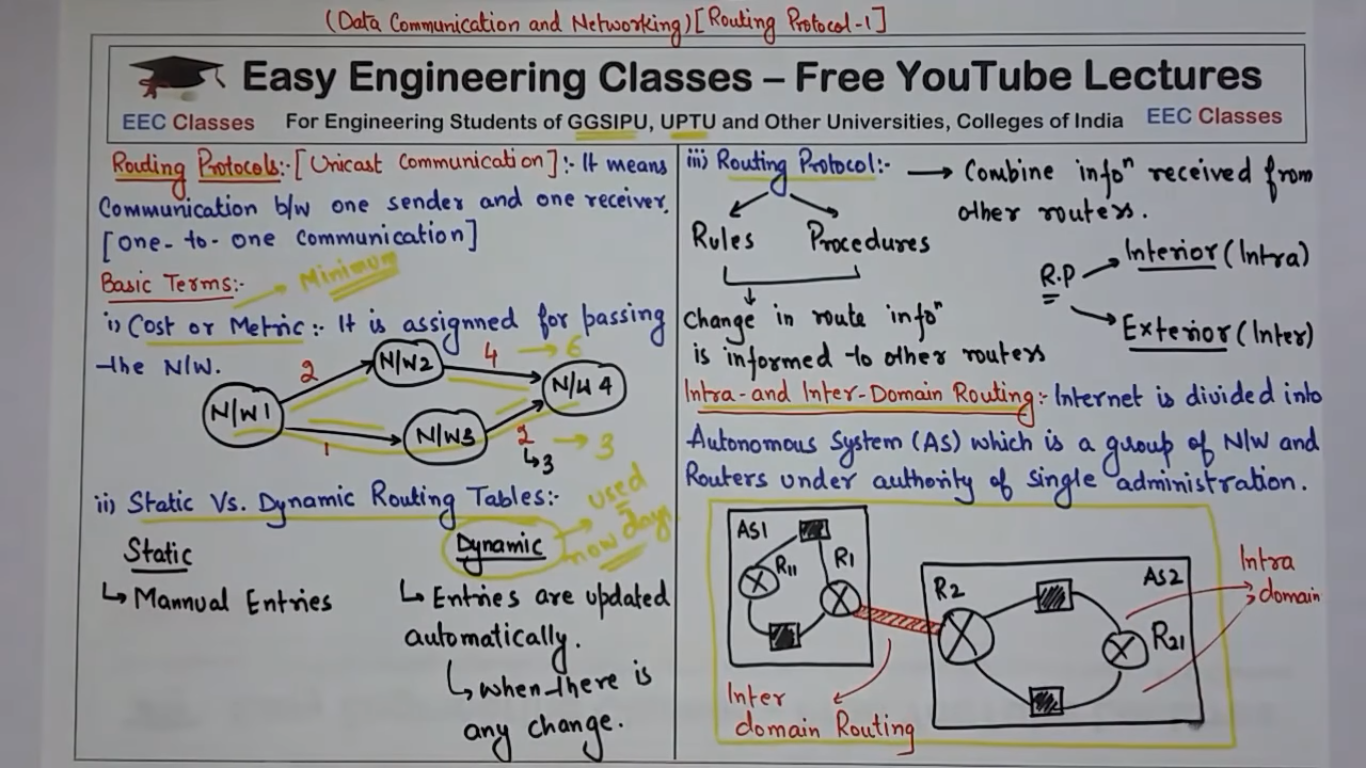 (Data Communication and Networking) [Routing Protocol-1]
Easy Engineering Classes – Free YouTube Lectures
EEC Classes For Engineering Students of GGSIPU, UPTU and Other Universities, Colleges of India EEC Classes
Routing Protocols:- [Unicast Communication]:- It means
Communication b/w one sender and one receiver.
[one-to-one communication]
Basic Terms:-
Minimum
i) Cost or Metric:- It is assignned for passing
the N/W.
2
N/W2
4
6
N/W 4
N/W1
N/W3
1
2
3
3
ii) Static Vs. Dynamic Routing Tables:-
used
now days
Static
Dynamic
Mannual Entries
Entries are updated
automatically.
when there is
any change.
iii) Routing Protocol:-
Combine infoⁿ received from
other routers.
Rules
Procedures
R.P
Interior (Intra)
Exterior (Inter)
Change in route infoⁿ
is informed to other routers
Intra-and Inter-Domain Routing:- Internet is divided into
Autonomous System (AS) which is a group of N/W and
Routers under authority of single administration.
AS1
R11
R1
R2
AS2
R21
Intra
domain
Inter
domain Routing